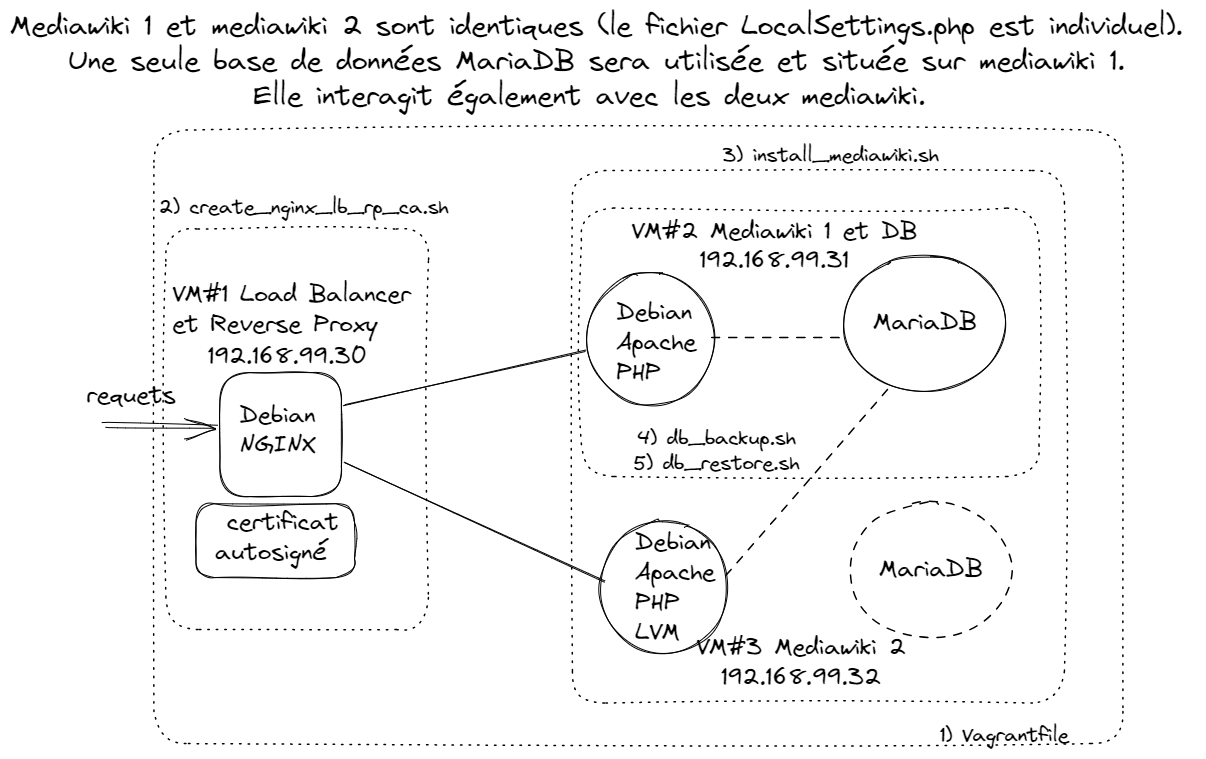 Mediawiki 1 et mediawiki 2 sont identiques (le fichier LocalSettings.php est individuel).
Une seule base de données MariaDB sera utilisée et située sur mediawiki 1.
Elle interagit également avec les deux mediawiki.
3) install_mediawiki.sh
2) create_nginx_lb_rp_ca.sh
VM#2 Mediawiki 1 et DB
192.168.99.31
VM#1 Load Balancer
et Reverse Proxy
192.168.99.30
requets
Debian
NGINX
certificat
autosigné
Debian
Apache
PHP
MariaDB
4) db_backup.sh
5) db_restore.sh
Debian
Apache
PHP
LVM
MariaDB
VM#3 Mediawiki 2
192.168.99.32
1) Vagrantfile